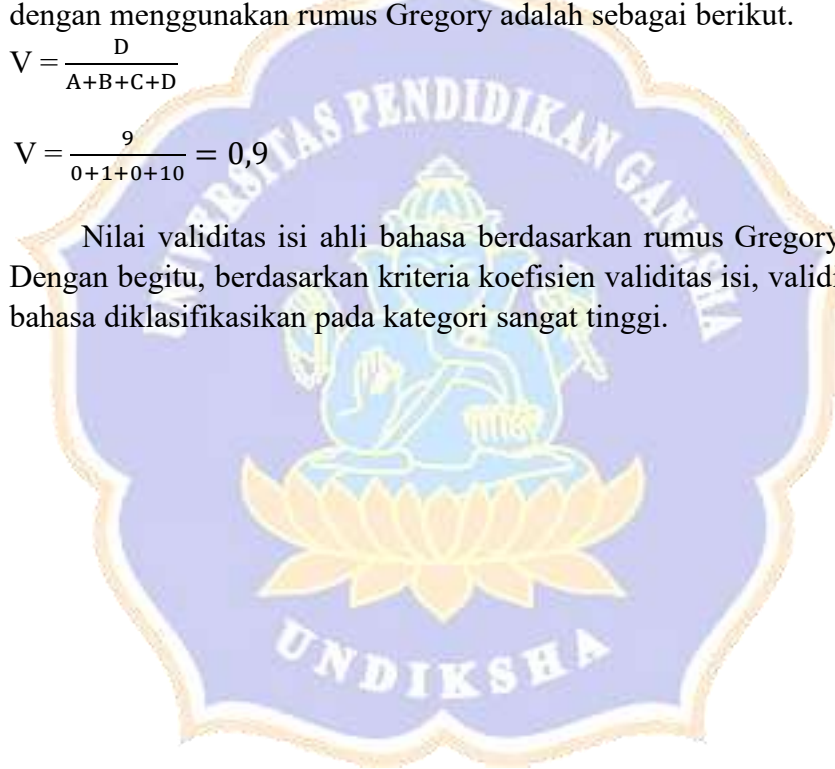 dengan menggunakan rumus Gregory adalah sebagai berikut.
V = D/(A+B+C+D)
V = 9/(0+1+0+10) = 0,9
Nilai validitas isi ahli bahasa berdasarkan rumus Gregory
Dengan begitu, berdasarkan kriteria koefisien validitas isi, valid
bahasa diklasifikasikan pada kategori sangat tinggi.
UNIVERSITAS PENDIDIKAN GANESHA
UNDIKSHA